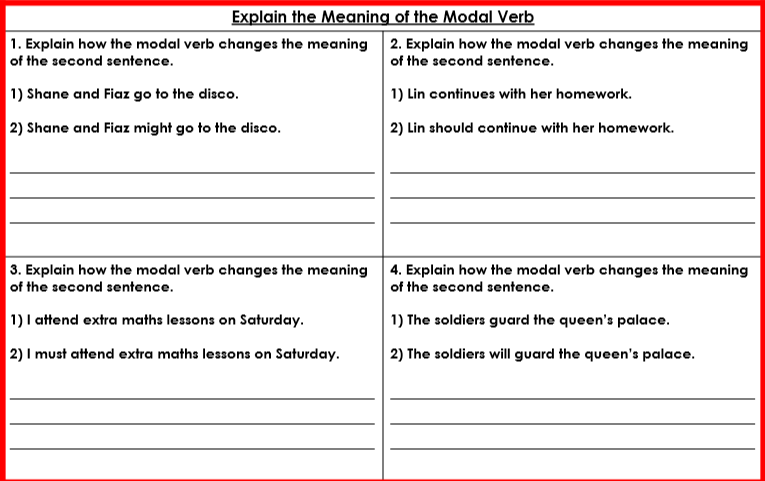 Explain the Meaning of the Modal Verb
1. Explain how the modal verb changes the meaning
of the second sentence.
1) Shane and Fiaz go to the disco.
2) Shane and Fiaz might go to the disco.
2. Explain how the modal verb changes the meaning
of the second sentence.
1) Lin continues with her homework.
2) Lin should continue with her homework.
3. Explain how the modal verb changes the meaning
of the second sentence.
1) I attend extra maths lessons on Saturday.
2) I must attend extra maths lessons on Saturday.
4. Explain how the modal verb changes the meaning
of the second sentence.
1) The soldiers guard the queen's palace.
2) The soldiers will guard the queen's palace.